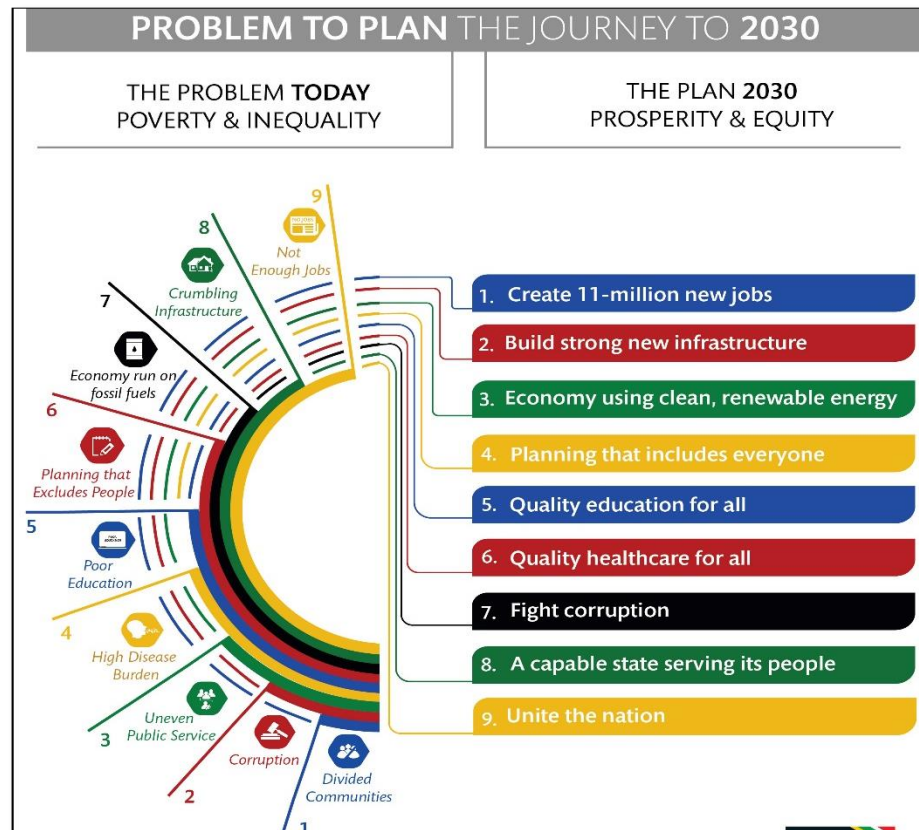 PROBLEM TO PLAN THE JOURNEY TO 2030
THE PROBLEM TODAY
POVERTY & INEQUALITY
THE PLAN 2030
PROSPERITY & EQUITY
9
Not
Enough Jobs
8
Crumbling
Infrastructure
7
Economy run on
fossil fuels
6
Planning that
Excludes People
5
Poor
Education
4
High Disease
Burden
3
Uneven
Public Service
2
Corruption
1
Divided
Communities
1. Create 11-million new jobs
2. Build strong new infrastructure
3. Economy using clean, renewable energy
4. Planning that includes everyone
5. Quality education for all
6. Quality healthcare for all
7. Fight corruption
8. A capable state serving its people
9. Unite the nation